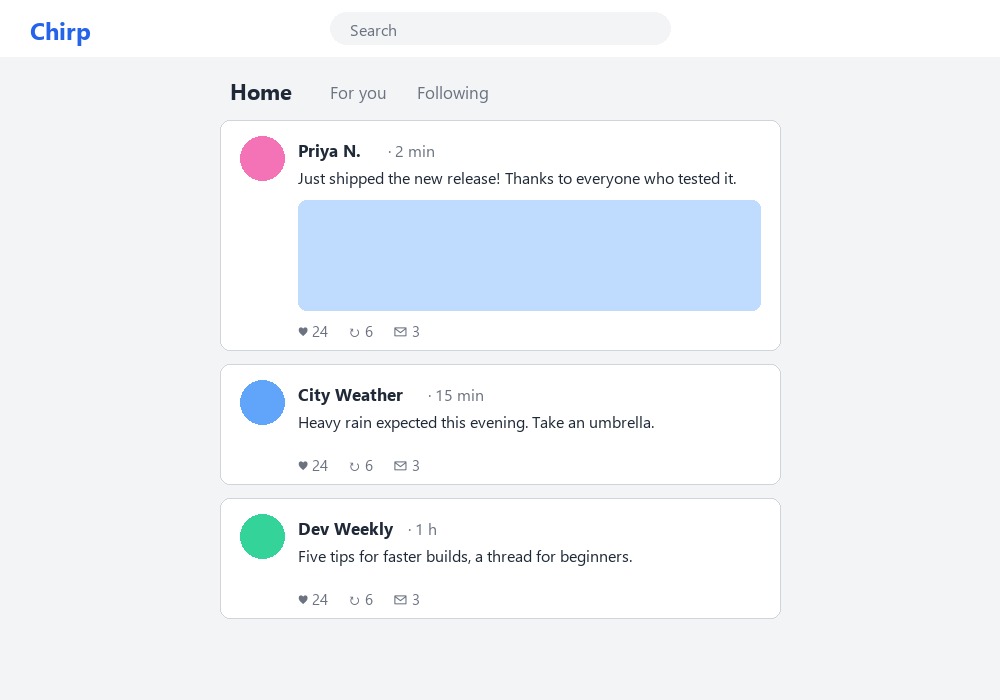 Chirp
Search
Home For you Following
Priya N. · 2 min
Just shipped the new release! Thanks to everyone who tested it.
♥ 24 ↻ 6 ✉ 3
City Weather · 15 min
Heavy rain expected this evening. Take an umbrella.
♥ 24 ↻ 6 ✉ 3
Dev Weekly · 1 h
Five tips for faster builds, a thread for beginners.
♥ 24 ↻ 6 ✉ 3